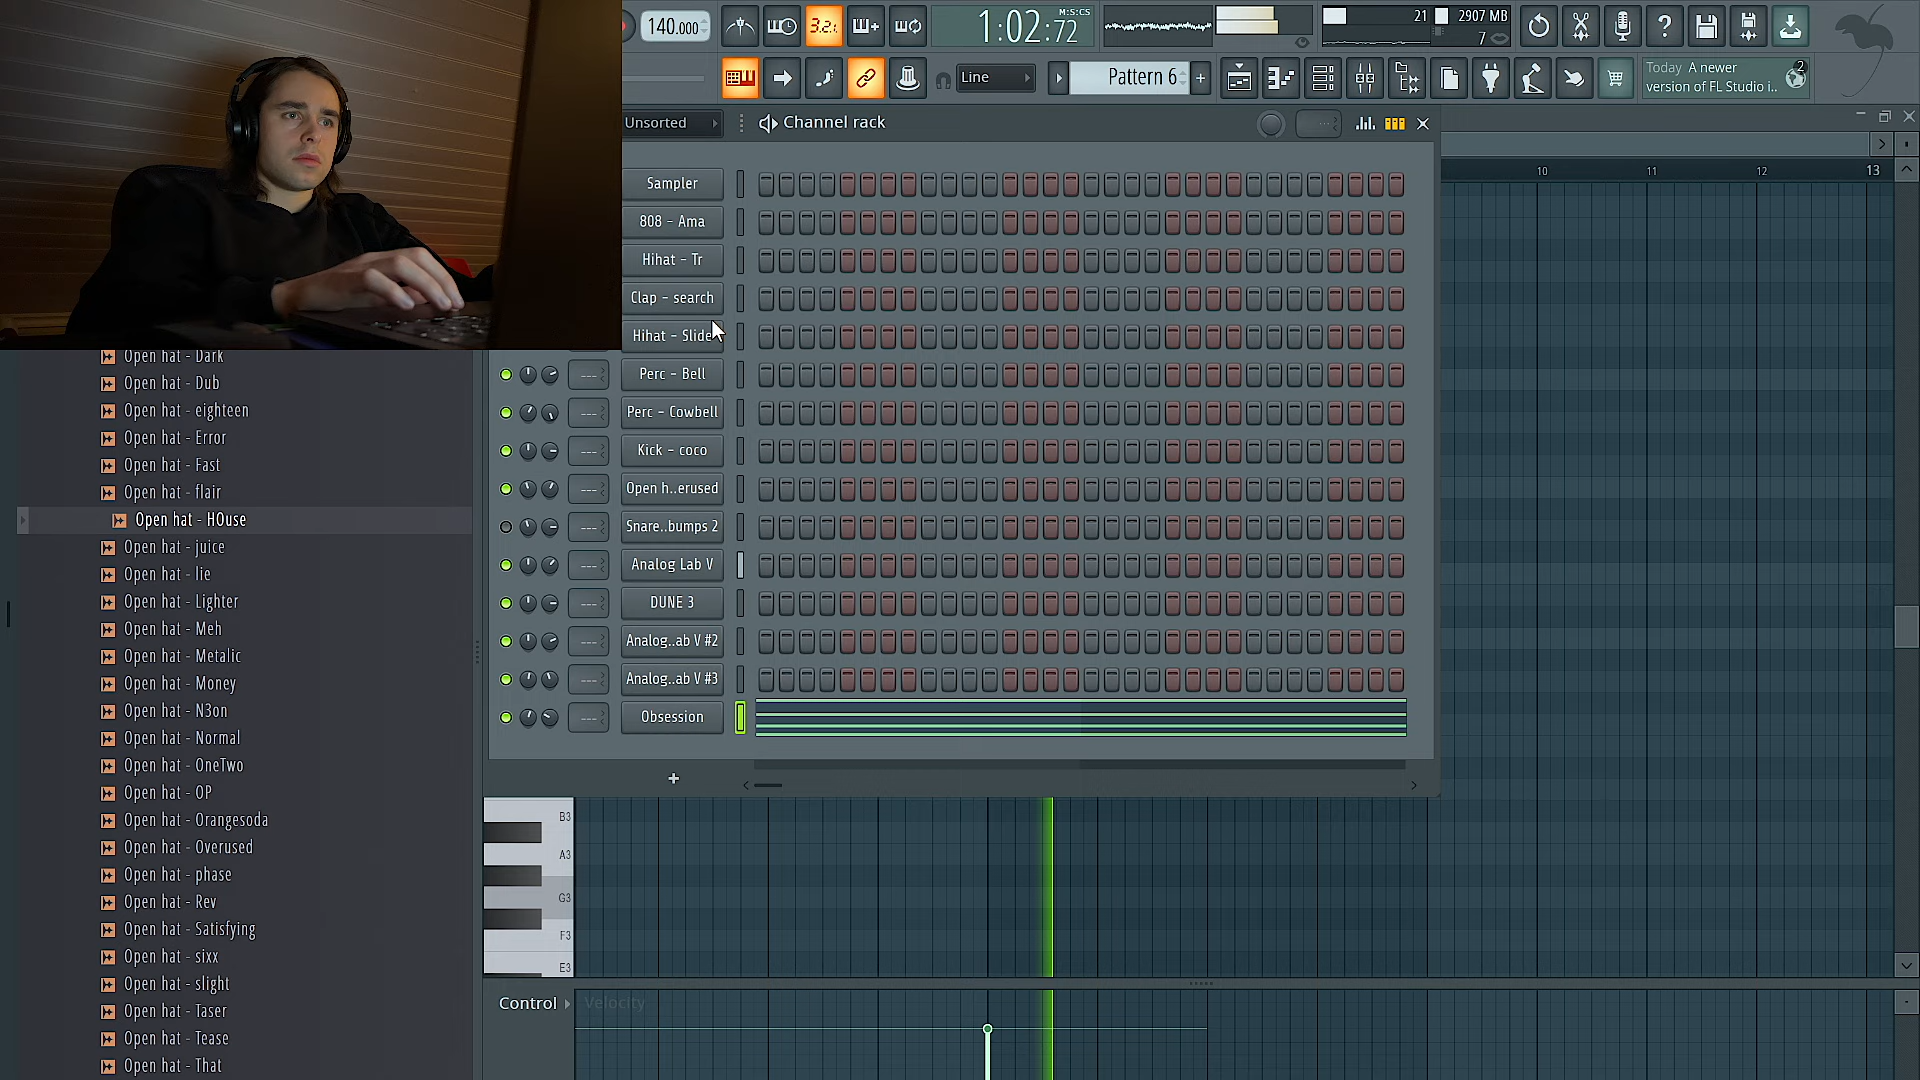 140.000
3.2.
1:02:72
M:S:CS
21
2907 MB
7
Line
Pattern 6
+
Today A newer
version of FL Studio i..
2
Unsorted
Channel rack
10
11
12
13
Sampler
808 - Ama
Hihat - Tr
Clap - search
Hihat - Slide
Perc - Bell
Perc - Cowbell
Kick - coco
Open h..erused
Snare..bumps 2
Analog Lab V
DUNE 3
Analog..ab V #2
Analog..ab V #3
Obsession
+
Open hat - Dark
Open hat - Dub
Open hat - eighteen
Open hat - Error
Open hat - Fast
Open hat - flair
Open hat - HOuse
Open hat - juice
Open hat - lie
Open hat - Lighter
Open hat - Meh
Open hat - Metalic
Open hat - Money
Open hat - N3on
Open hat - Normal
Open hat - OneTwo
Open hat - OP
Open hat - Orangesoda
Open hat - Overused
Open hat - phase
Open hat - Rev
Open hat - Satisfying
Open hat - sixx
Open hat - slight
Open hat - Taser
Open hat - Tease
Open hat - That
B3
A3
G3
F3
E3
Control
Velocity